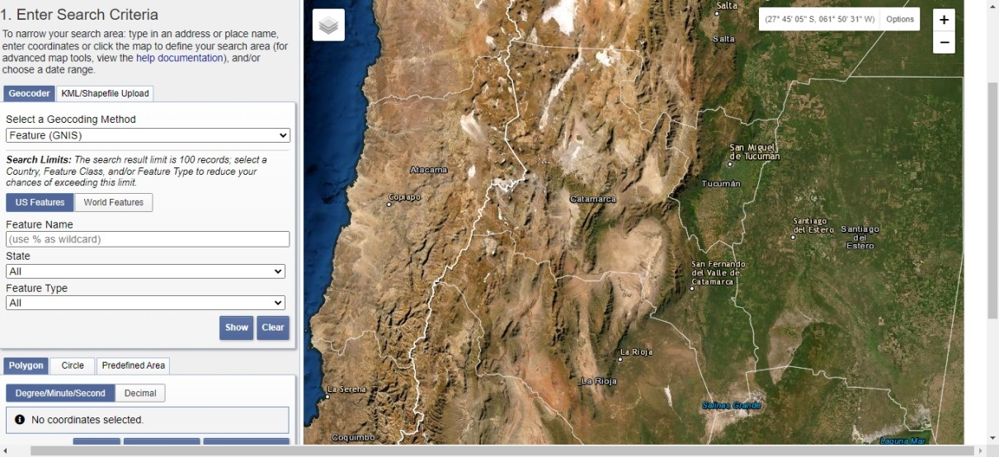 1. Enter Search Criteria
To narrow your search area: type in an address or place name,
enter coordinates or click the map to define your search area (for
advanced map tools, view the help documentation), and/or
choose a date range.
Geocoder
KML/Shapefile Upload
Select a Geocoding Method
Feature (GNIS)
Search Limits: The search result limit is 100 records; select a
Country, Feature Class, and/or Feature Type to reduce your
chances of exceeding this limit.
US Features
World Features
Feature Name
(use % as wildcard)
State
All
Feature Type
All
Show
Clear
Polygon
Circle
Predefined Area
Degree/Minute/Second
Decimal
No coordinates selected.
(27° 45' 05" S, 061° 50' 31" W)
Options
+
−
Salta
Salta
San Miguel
de Tucumán
Atacama
Tucumán
Copiapo
Catamarca
Santiago
del Estero
Santiago
del
Estero
San Fernando
del Valle de
Catamarca
La Rioja
La Rioja
La Serena
Salinas Grande
Coquimbo
Laguna Mar